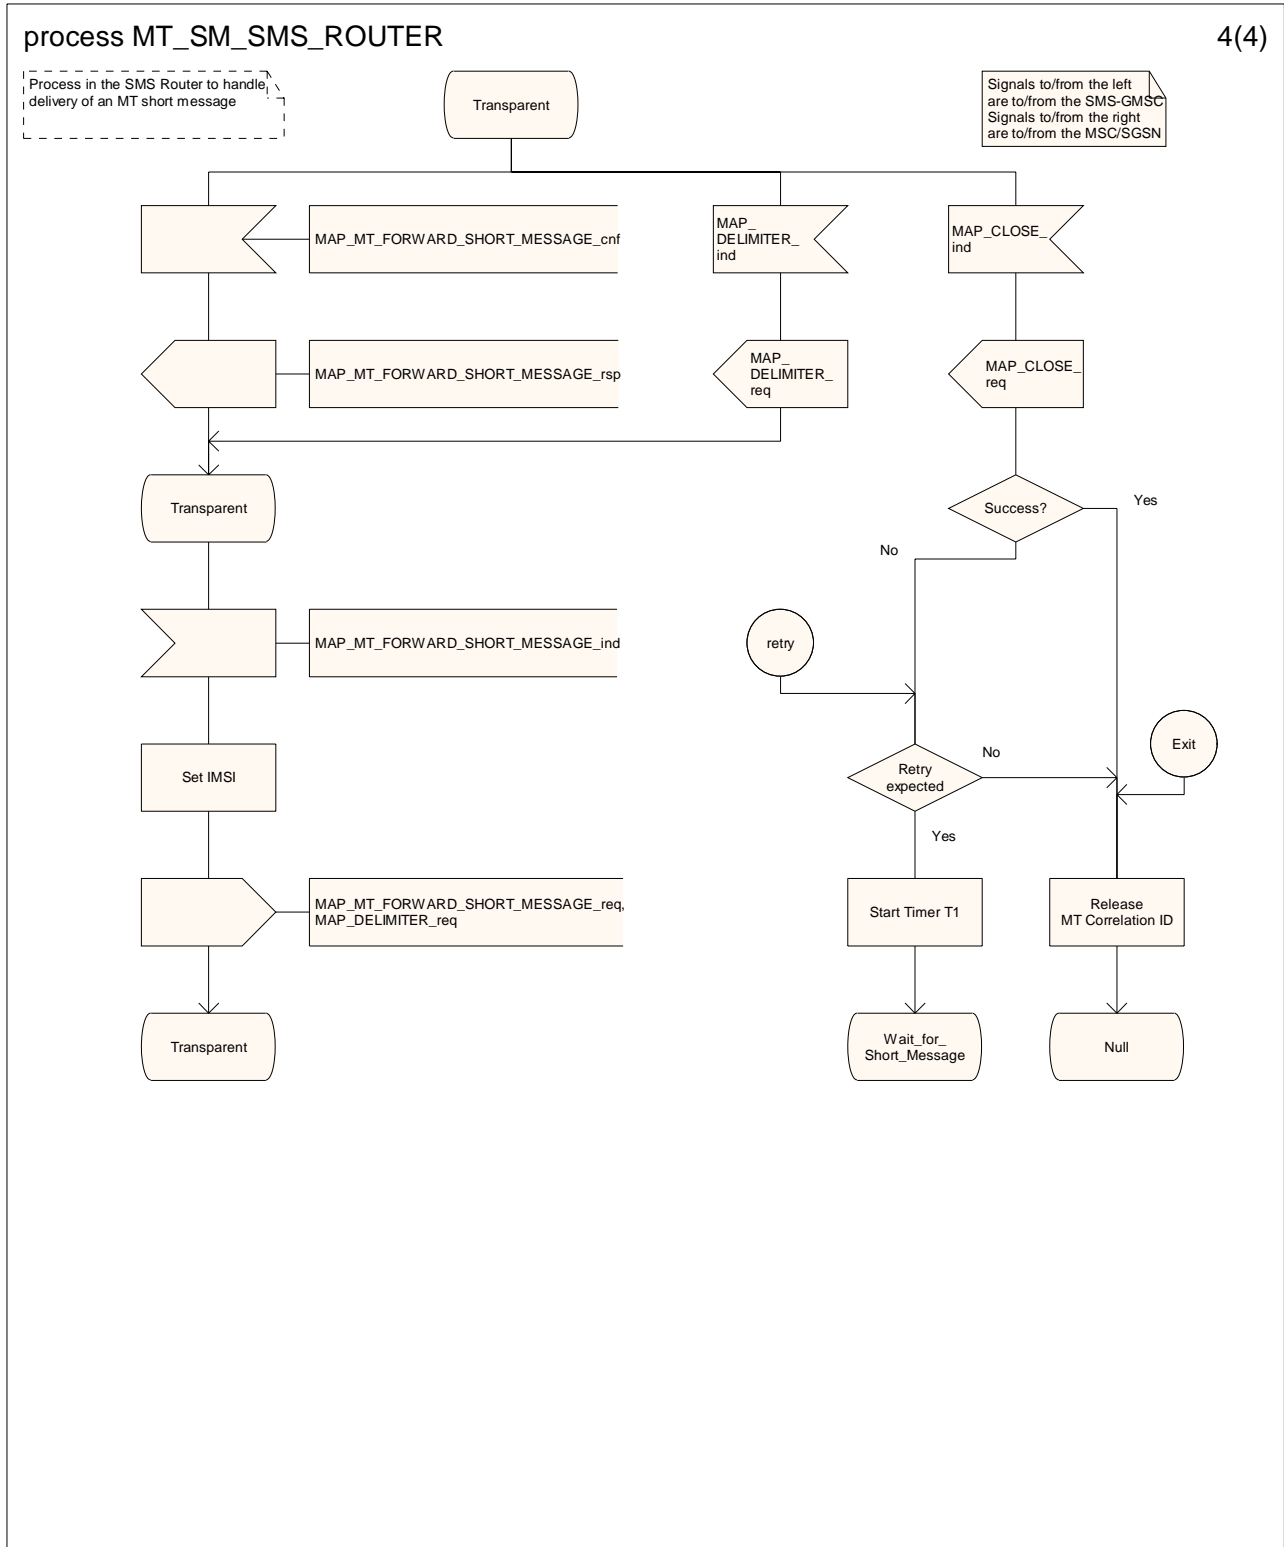 process MT_SM_SMS_ROUTER
4(4)
Process in the SMS Router to handle
delivery of an MT short message
Transparent
Signals to/from the left
are to/from the SMS-GMSC
Signals to/from the right
are to/from the MSC/SGSN
MAP_MT_FORWARD_SHORT_MESSAGE_cnf
MAP_
DELIMITER_
ind
MAP_CLOSE_
ind
MAP_MT_FORWARD_SHORT_MESSAGE_rsp
MAP_
DELIMITER_
req
MAP_CLOSE_
req
Transparent
Success?
Yes
No
MAP_MT_FORWARD_SHORT_MESSAGE_ind
retry
Set IMSI
Retry
expected
No
Exit
Yes
MAP_MT_FORWARD_SHORT_MESSAGE_req,
MAP_DELIMITER_req
Start Timer T1
Release
MT Correlation ID
Transparent
Wait_for_
Short_Message
Null